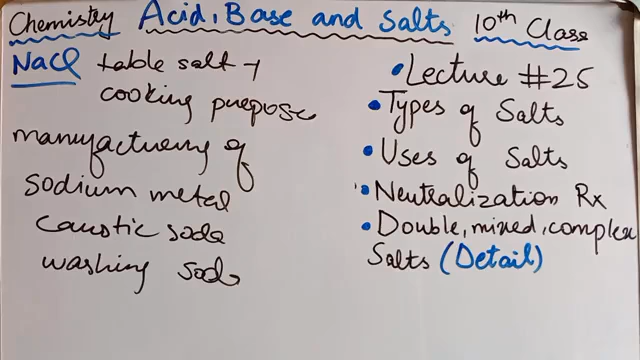 Chemistry Acid, Base and Salts 10th Class
NaCl table salt +
cooking purpose
manufacturing of
sodium metal
caustic soda
washing soda
• Lecture #25
• Types of Salts
• Uses of Salts
• Neutralization Rx
• Double, mixed, complex
Salts (Detail)